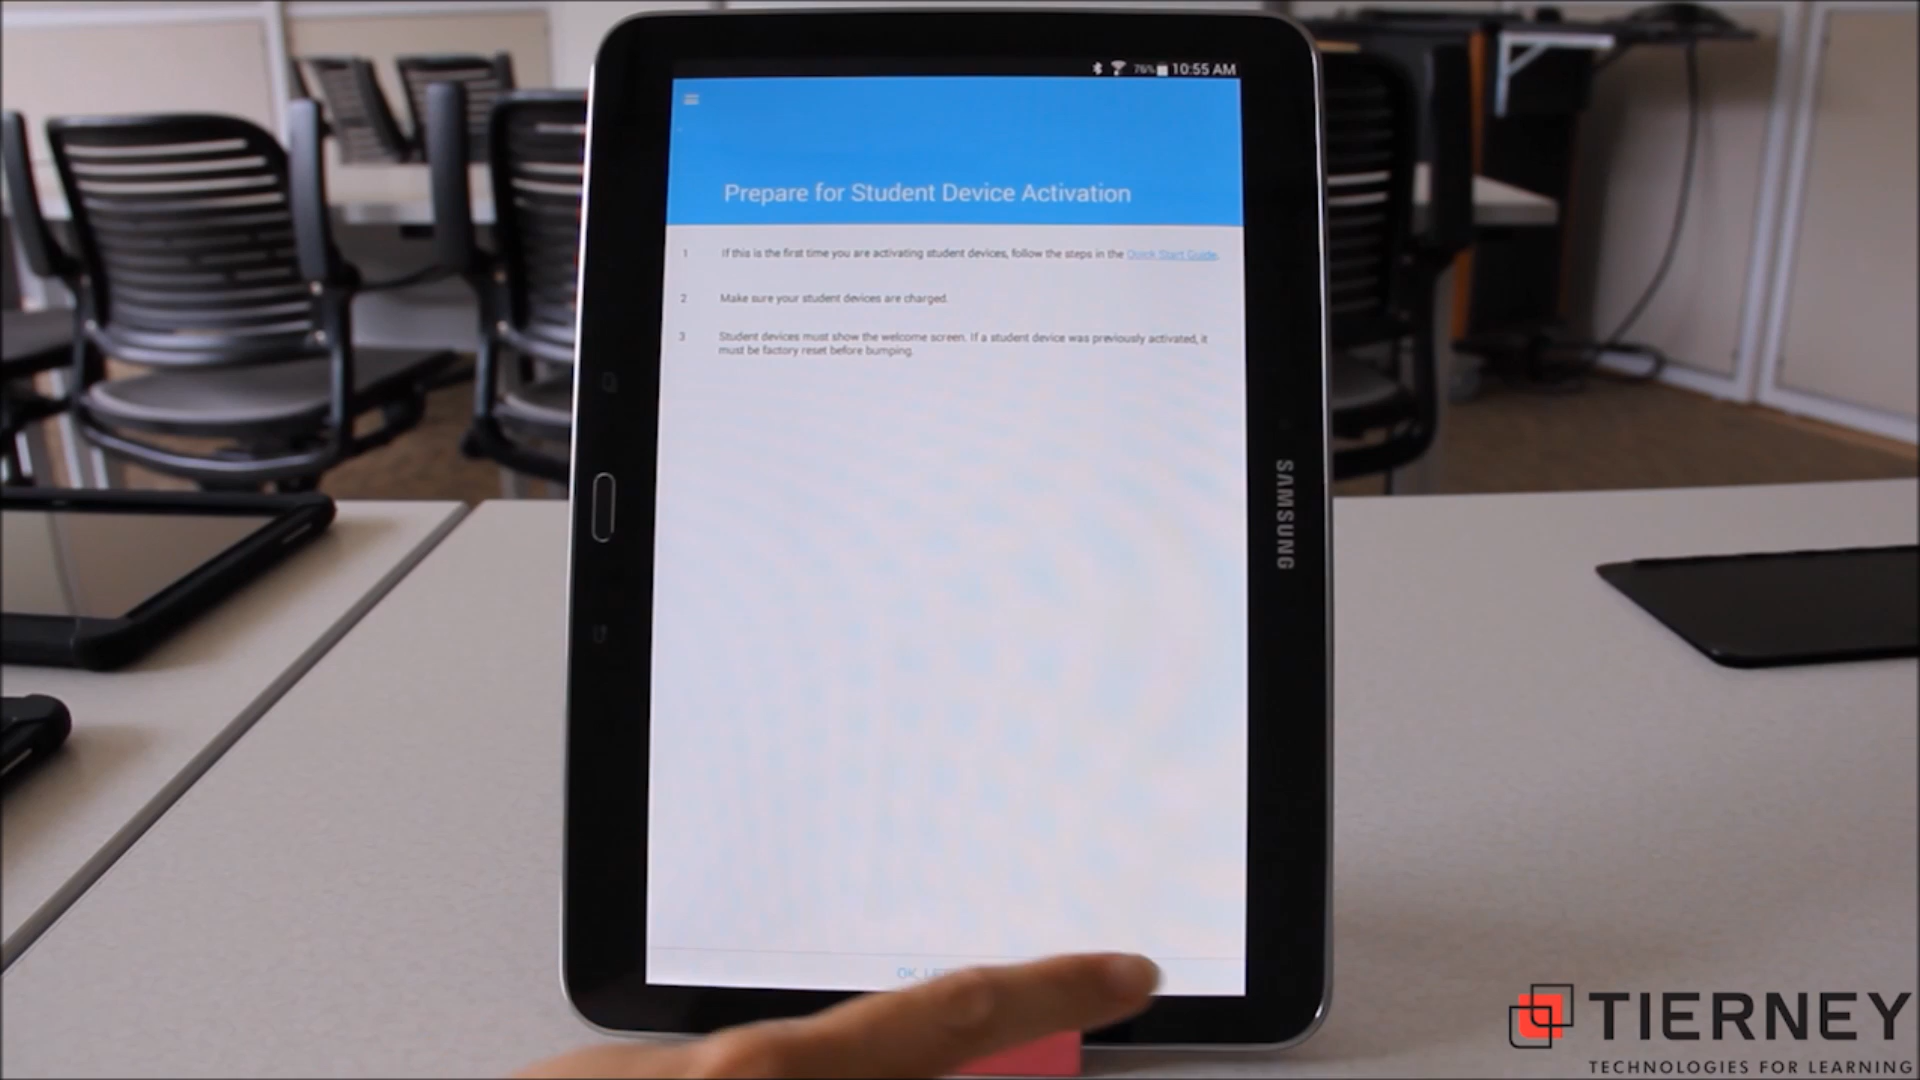 76% 10:55 AM
Prepare for Student Device Activation
1 If this is the first time you are activating student devices, follow the steps in the Quick Start Guide.
2 Make sure your student devices are charged.
3 Student devices must show the welcome screen. If a student device was previously activated, it
must be factory reset before bumping.
OK,
SAMSUNG
TIERNEY
TECHNOLOGIES FOR LEARNING